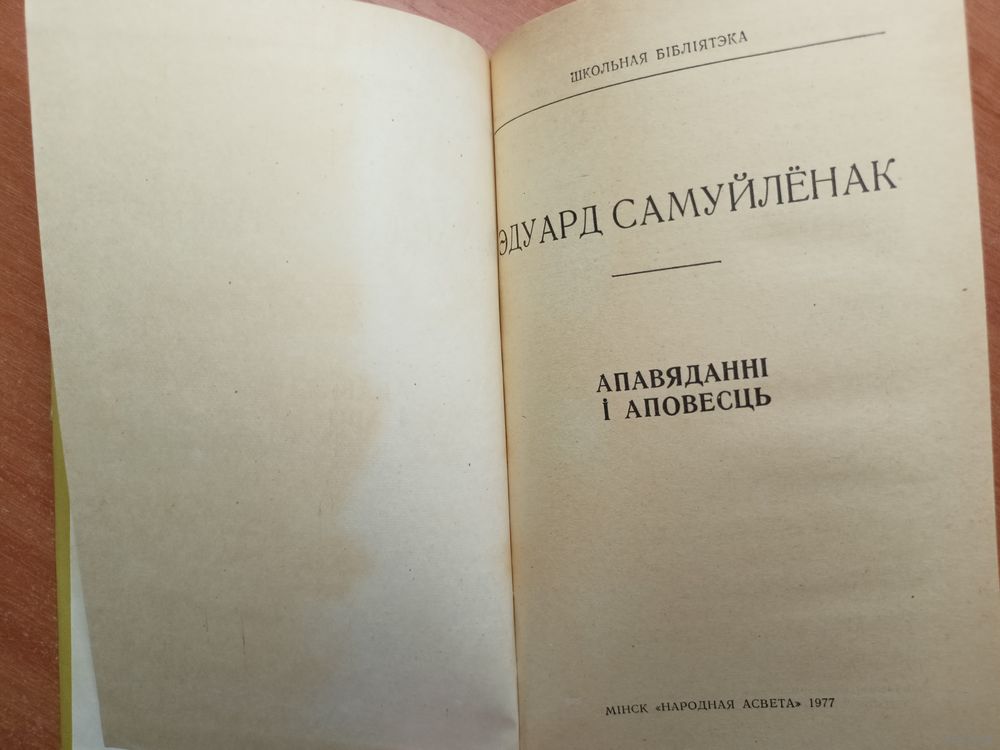 ШКОЛЬНАЯ БІБЛІЯТЭКА
ЭДУАРД САМУЙЛЁНАК
АПАВЯДАННІ
І АПОВЕСЦЬ
МІНСК «НАРОДНАЯ АСВЕТА» 1977